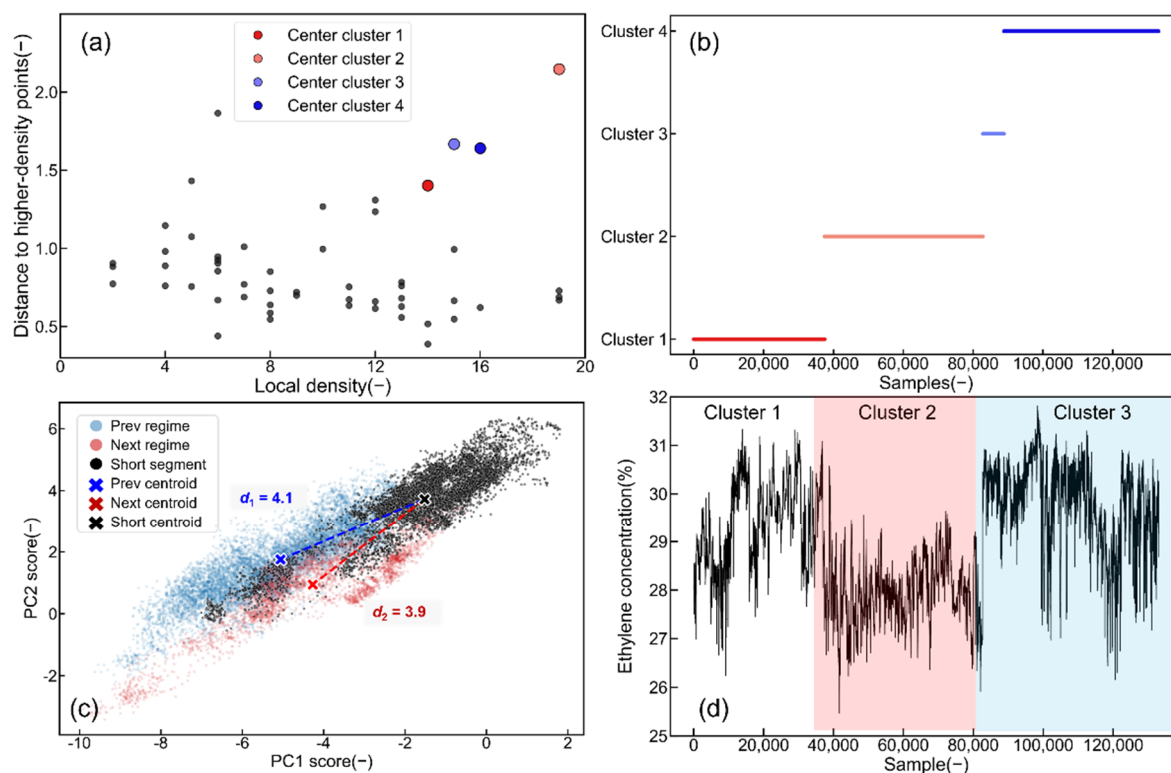 (a)
Center cluster 1
Center cluster 2
Center cluster 3
Center cluster 4
Distance to higher-density points(−)
2.0
1.5
1.0
0.5
0 4 8 12 16 20
Local density(−)
(b)
Cluster 4
Cluster 3
Cluster 2
Cluster 1
0 20,000 40,000 60,000 80,000 100,000 120,000
Samples(−)
(c)
Prev regime
Next regime
Short segment
Prev centroid
Next centroid
Short centroid
d1 = 4.1
d2 = 3.9
PC2 score(−)
6
4
2
0
-2
-10 -8 -6 -4 -2 0 2
PC1 score(−)
(d)
Cluster 1 Cluster 2 Cluster 3
Ethylene concentration(%)
32
31
30
29
28
27
26
25
0 20,000 40,000 60,000 80,000 100,000 120,000
Sample(−)